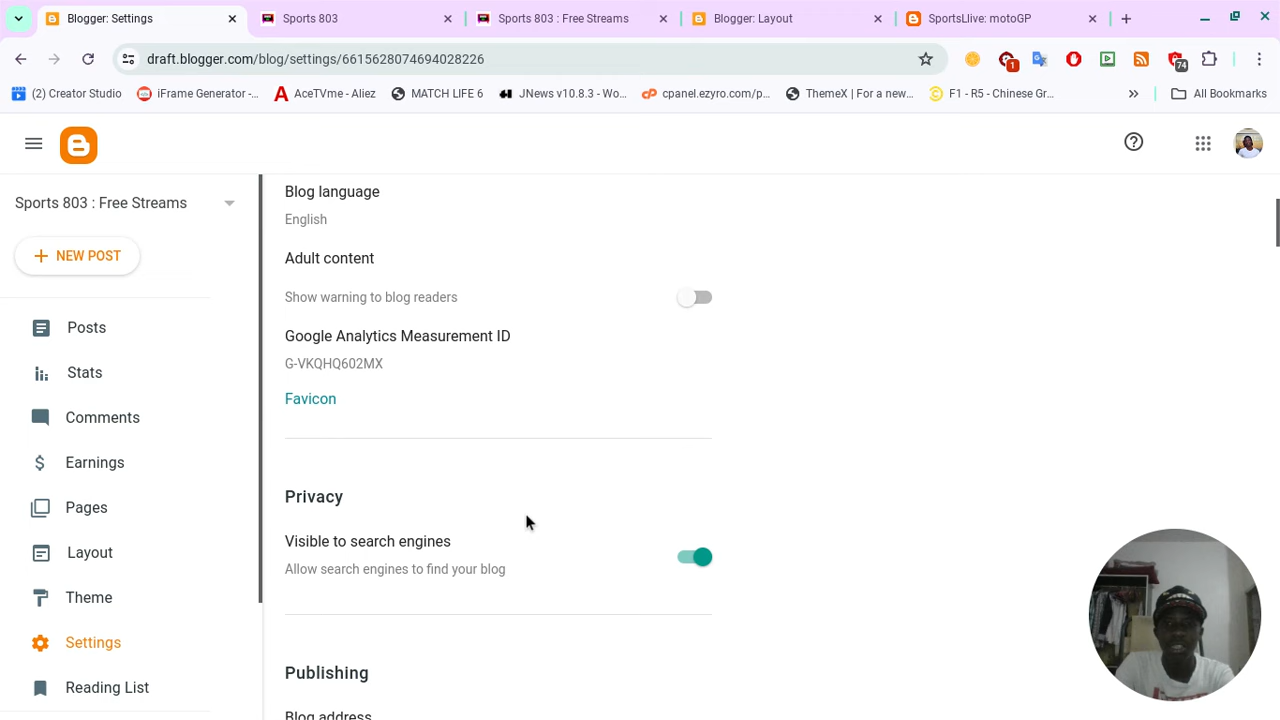 Blogger: Settings
Sports 803
Sports 803 : Free Streams
Blogger: Layout
SportsLlive: motoGP
draft.blogger.com/blog/settings/6615628074694028226
1
74
(2) Creator Studio
iFrame Generator -...
AceTVme - Aliez
MATCH LIFE 6
JNews v10.8.3 - Wo...
cpanel.ezyro.com/p...
ThemeX | For a new...
F1 - R5 - Chinese Gr...
All Bookmarks
Sports 803 : Free Streams
NEW POST
Posts
Stats
Comments
Earnings
Pages
Layout
Theme
Settings
Reading List
Blog language
English
Adult content
Show warning to blog readers
Google Analytics Measurement ID
G-VKQHQ602MX
Favicon
Privacy
Visible to search engines
Allow search engines to find your blog
Publishing
Blog address